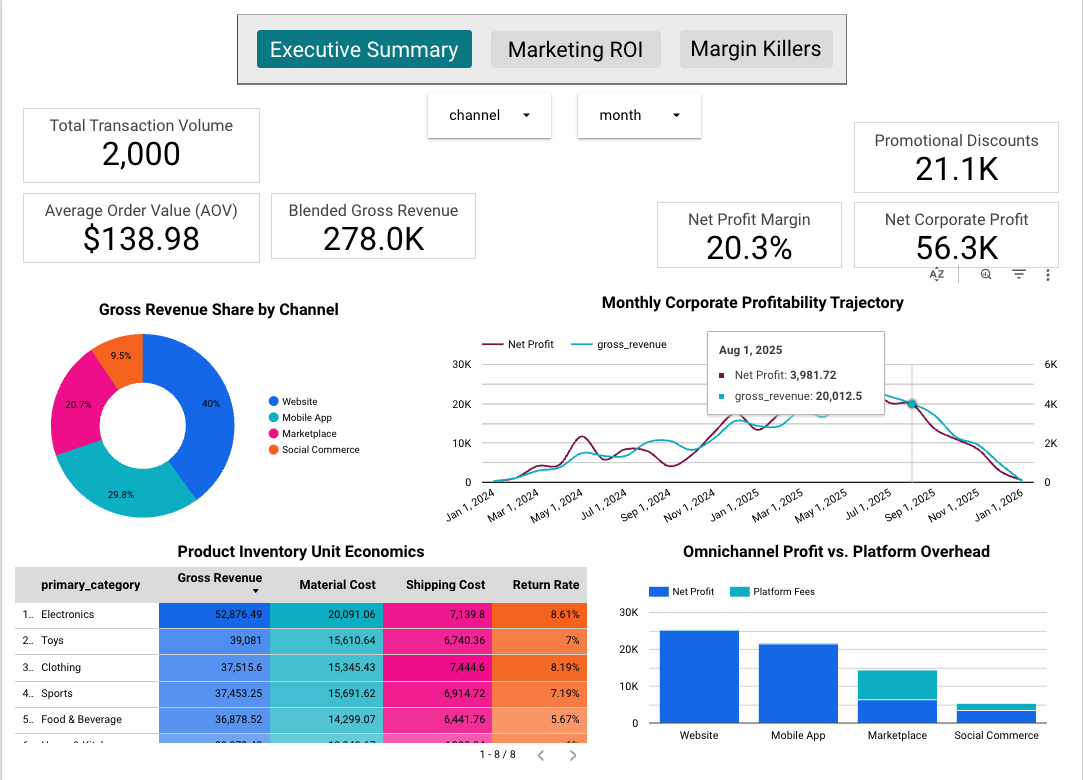 Executive Summary
Marketing ROI
Margin Killers
channel
month
Total Transaction Volume
2,000
Promotional Discounts
21.1K
Average Order Value (AOV)
$138.98
Blended Gross Revenue
278.0K
Net Profit Margin
20.3%
Net Corporate Profit
56.3K
AZ
Gross Revenue Share by Channel
9.5%
20.7%
40%
29.8%
Website
Mobile App
Marketplace
Social Commerce
Monthly Corporate Profitability Trajectory
Net Profit
gross_revenue
Aug 1, 2025
Net Profit: 3,981.72
gross_revenue: 20,012.5
30K
20K
10K
0
6K
4K
2K
0
Jan 1, 2024
Mar 1, 2024
May 1, 2024
Jul 1, 2024
Sep 1, 2024
Nov 1, 2024
Jan 1, 2025
Mar 1, 2025
May 1, 2025
Jul 1, 2025
Sep 1, 2025
Nov 1, 2025
Jan 1, 2026
Product Inventory Unit Economics
primary_category Gross Revenue Material Cost Shipping Cost Return Rate
1.. Electronics 52,876.49 20,091.06 7,139.8 8.61%
2.. Toys 39,081 15,610.64 6,740.36 7%
3.. Clothing 37,515.6 15,345.43 7,444.6 8.19%
4.. Sports 37,453.25 15,691.62 6,914.72 7.19%
5.. Food & Beverage 36,878.52 14,299.07 6,441.76 5.67%
1 - 8 / 8
Omnichannel Profit vs. Platform Overhead
Net Profit
Platform Fees
30K
20K
10K
0
Website
Mobile App
Marketplace
Social Commerce